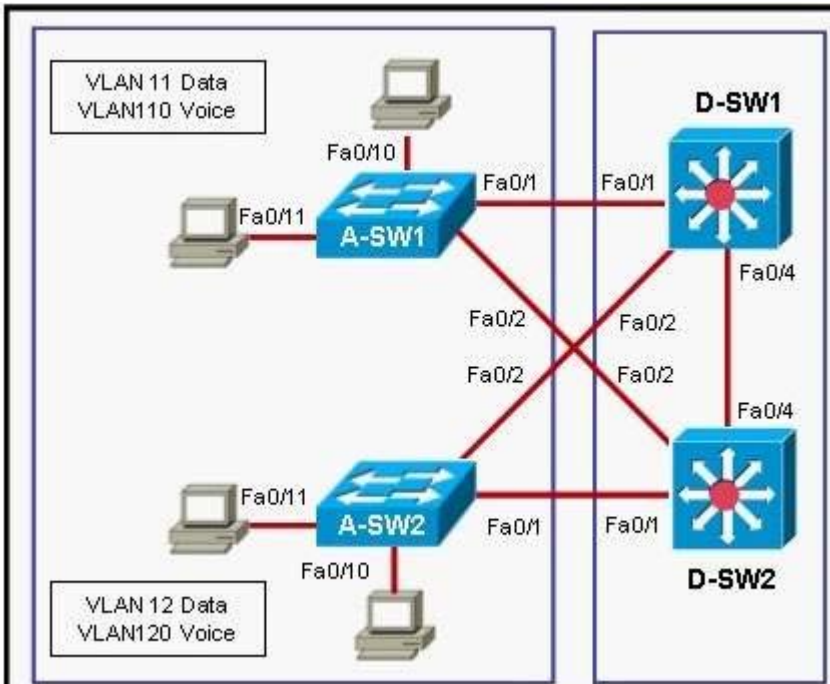 VLAN 11 Data
VLAN110 Voice
D-SW1
Fa0/10
Fa0/1
Fa0/1
Fa0/11
A-SW1
Fa0/4
Fa0/2
Fa0/2
Fa0/2
Fa0/2
Fa0/4
Fa0/11
A-SW2
Fa0/1
Fa0/1
Fa0/10
D-SW2
VLAN 12 Data
VLAN120 Voice